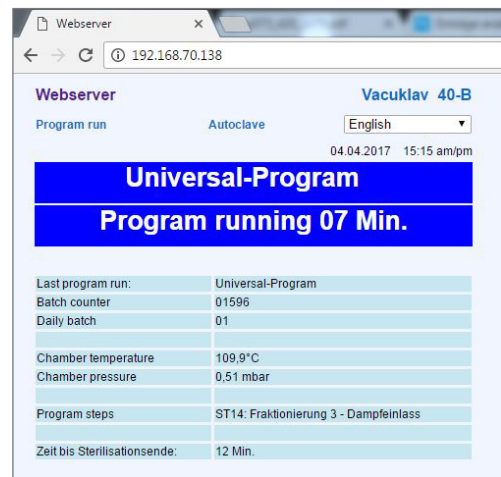 Webserver
192.168.70.138
Webserver Vacuklav 40-B
Program run Autoclave English
04.04.2017 15:15 am/pm
Universal-Program
Program running 07 Min.
Last program run: Universal-Program
Batch counter 01596
Daily batch 01
Chamber temperature 109,9°C
Chamber pressure 0,51 mbar
Program steps ST14: Fraktionierung 3 - Dampfeinlass
Zeit bis Sterilisationsende: 12 Min.